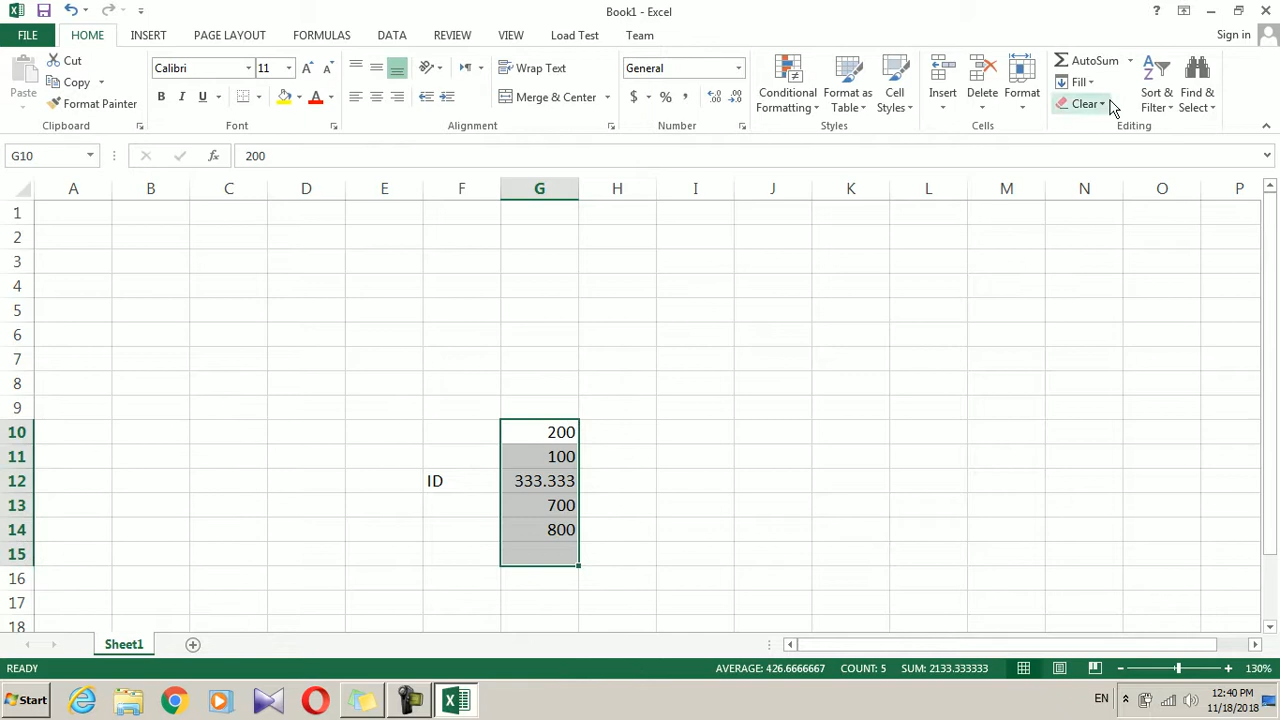 Book1 - Excel
?
FILE HOME INSERT PAGE LAYOUT FORMULAS DATA REVIEW VIEW Load Test Team Sign in
Paste
Cut
Copy
Format Painter
Clipboard
Calibri 11
B I U A
Font
Wrap Text
Merge & Center
Alignment
General
$ % ,
Number
Conditional
Formatting
Format as
Table
Cell
Styles
Styles
Insert
Delete
Format
Cells
AutoSum
Fill
Clear
Sort &
Filter
Find &
Select
Editing
G10 fx 200
A B C D E F G H I J K L M N O P
1
2
3
4
5
6
7
8
9
10 200
11 100
12 ID 333.333
13 700
14 800
15
16
17
18
Sheet1
READY AVERAGE: 426.6666667 COUNT: 5 SUM: 2133.333333 130%
Start EN 12:40 PM
11/18/2018